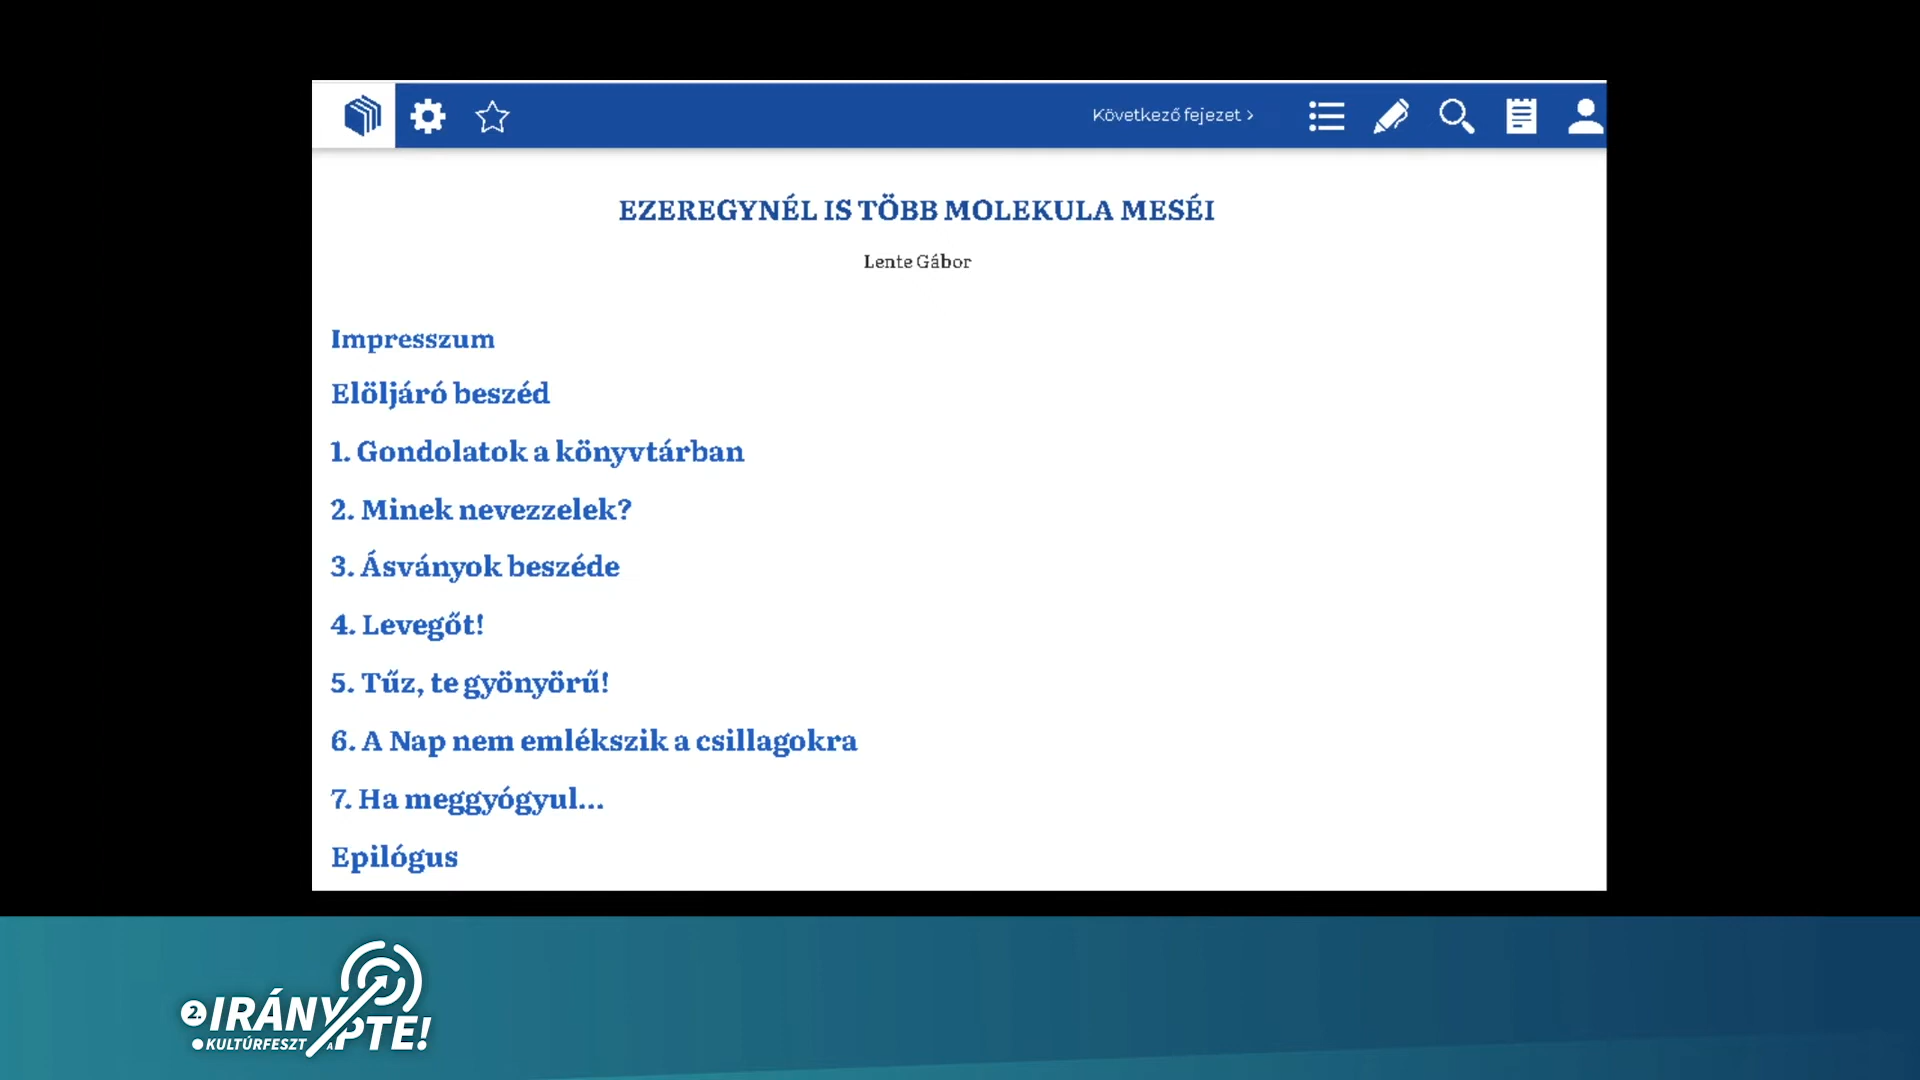 Következő fejezet >
EZEREGYNÉL IS TÖBB MOLEKULA MESÉI
Lente Gábor
Impresszum
Elöljáró beszéd
1. Gondolatok a könyvtárban
2. Minek nevezzelek?
3. Ásványok beszéde
4. Levegőt!
5. Tűz, te gyönyörű!
6. A Nap nem emlékszik a csillagokra
7. Ha meggyógyul...
Epilógus
2. IRÁNY
A PTE!
KULTÚRFESZT